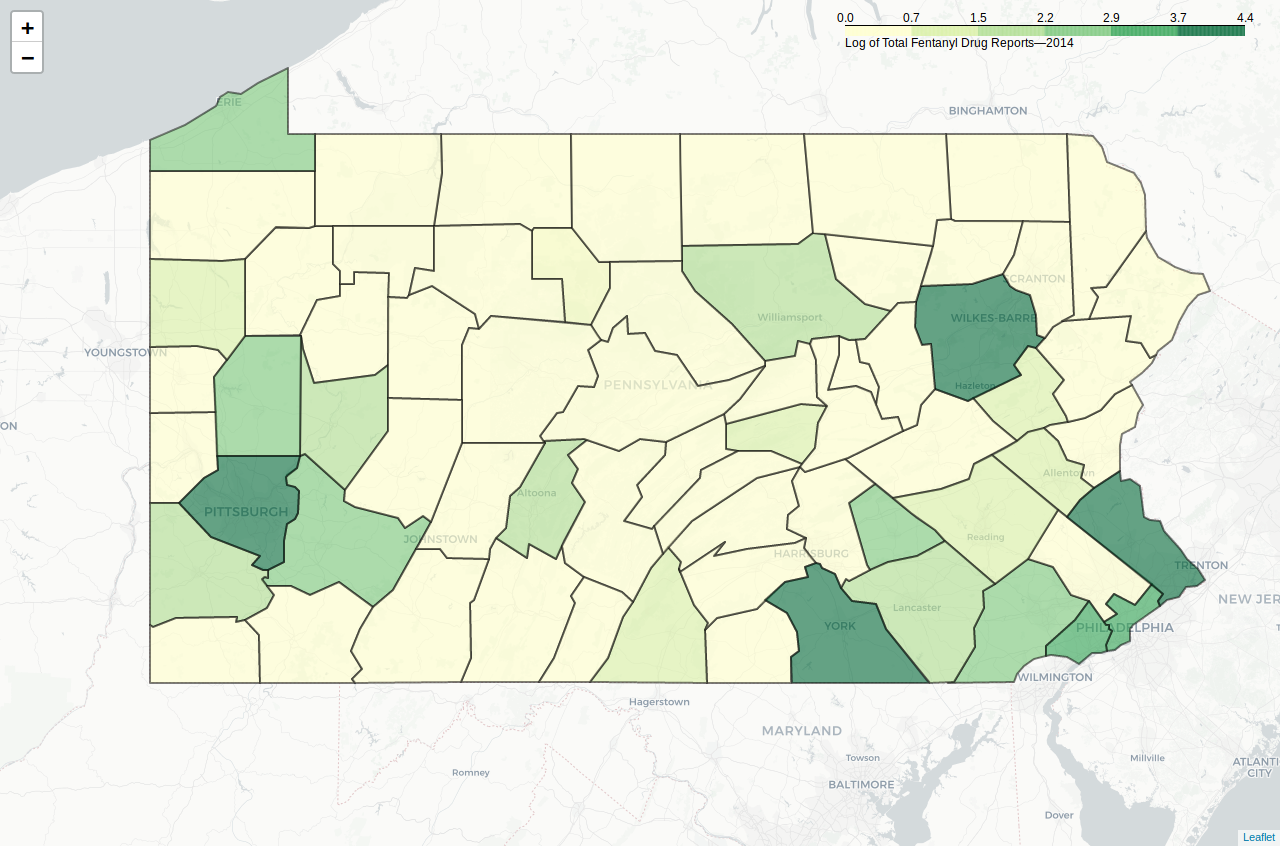 +
−
0.0 0.7 1.5 2.2 2.9 3.7 4.4
Log of Total Fentanyl Drug Reports—2014
ERIE
BINGHAMTON
SCRANTON
Williamsport
WILKES-BARRE
YOUNGSTOWN
PENNSYLVANIA
Hazleton
ON
Allentown
Altoona
PITTSBURGH
JOHNSTOWN
Reading
HARRISBURG
TRENTON
NEW JER
Lancaster
YORK
PHILADELPHIA
WILMINGTON
Hagerstown
MARYLAND
Towson
Millville
ATLANTI
CITY
Romney
BALTIMORE
Dover
Leaflet